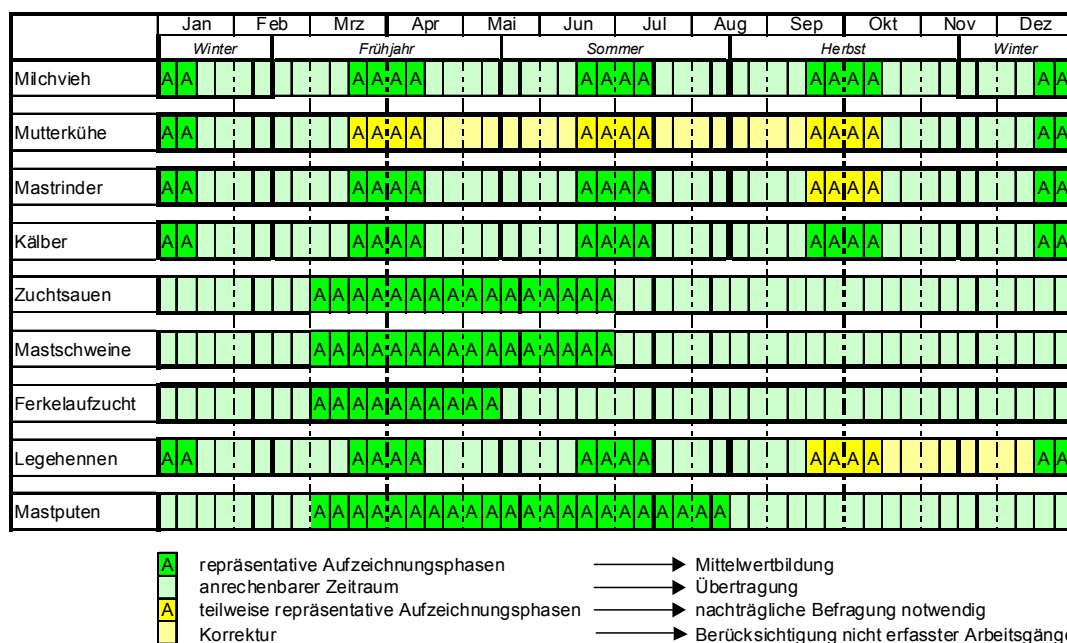 Jan Feb Mrz Apr Mai Jun Jul Aug Sep Okt Nov Dez
Winter Frühjahr Sommer Herbst Winter
Milchvieh A A A A A A A A A A A A A A A A
Mutterkühe A A A A A A A A A A A A A A A A
Mastrinder A A A A A A A A A A A A A A A A
Kälber A A A A A A A A A A A A A A A A
Zuchtsauen A A A A A A A A A A A A A A A A
Mastschweine A A A A A A A A A A A A A A A A
Ferkelaufzucht A A A A A A A A A A
Legehennen A A A A A A A A A A A A A A A A
Mastputen A A A A A A A A A A A A A A A A A A A A A A
A repräsentative Aufzeichnungsphasen Mittelwertbildung
anrechenbarer Zeitraum Übertragung
A teilweise repräsentative Aufzeichnungsphasen nachträgliche Befragung notwendig
Korrektur Berücksichtigung nicht erfasster Arbeitsgänge